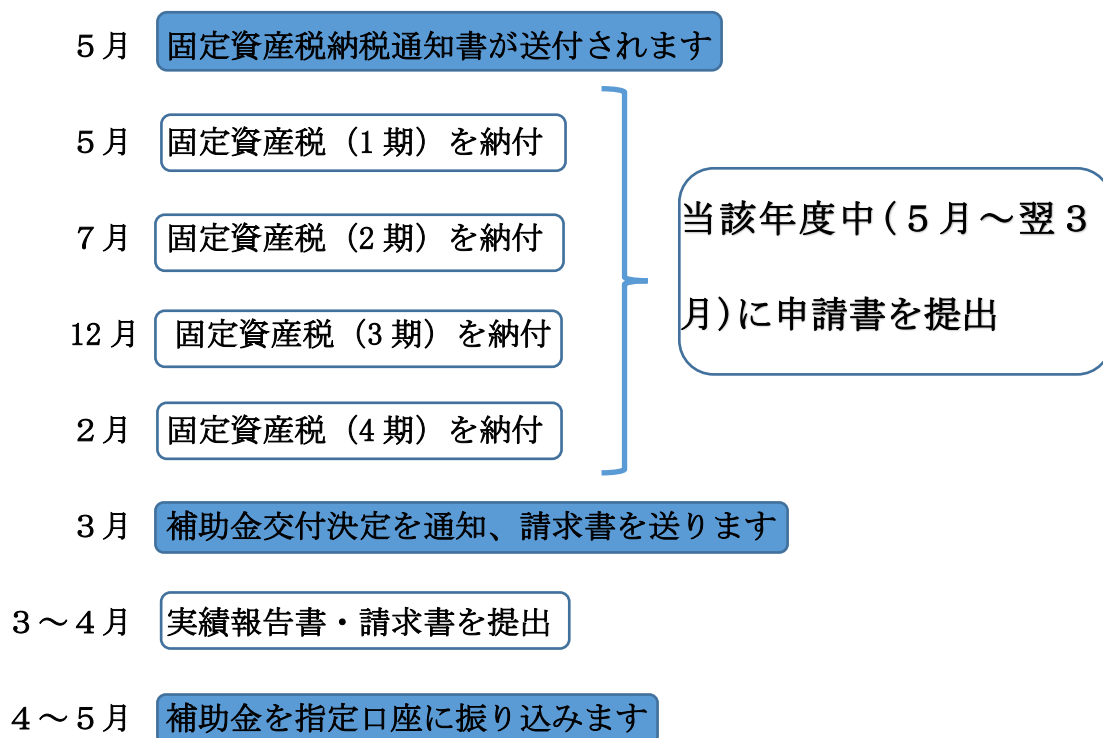 ５月 固定資産税納税通知書が送付されます
５月 固定資産税（1 期）を納付
７月 固定資産税（2 期）を納付
12 月 固定資産税（3 期）を納付
２月 固定資産税（4 期）を納付
当該年度中(５月～翌３
月)に申請書を提出
３月 補助金交付決定を通知、請求書を送ります
３～４月 実績報告書・請求書を提出
４～５月 補助金を指定口座に振り込みます